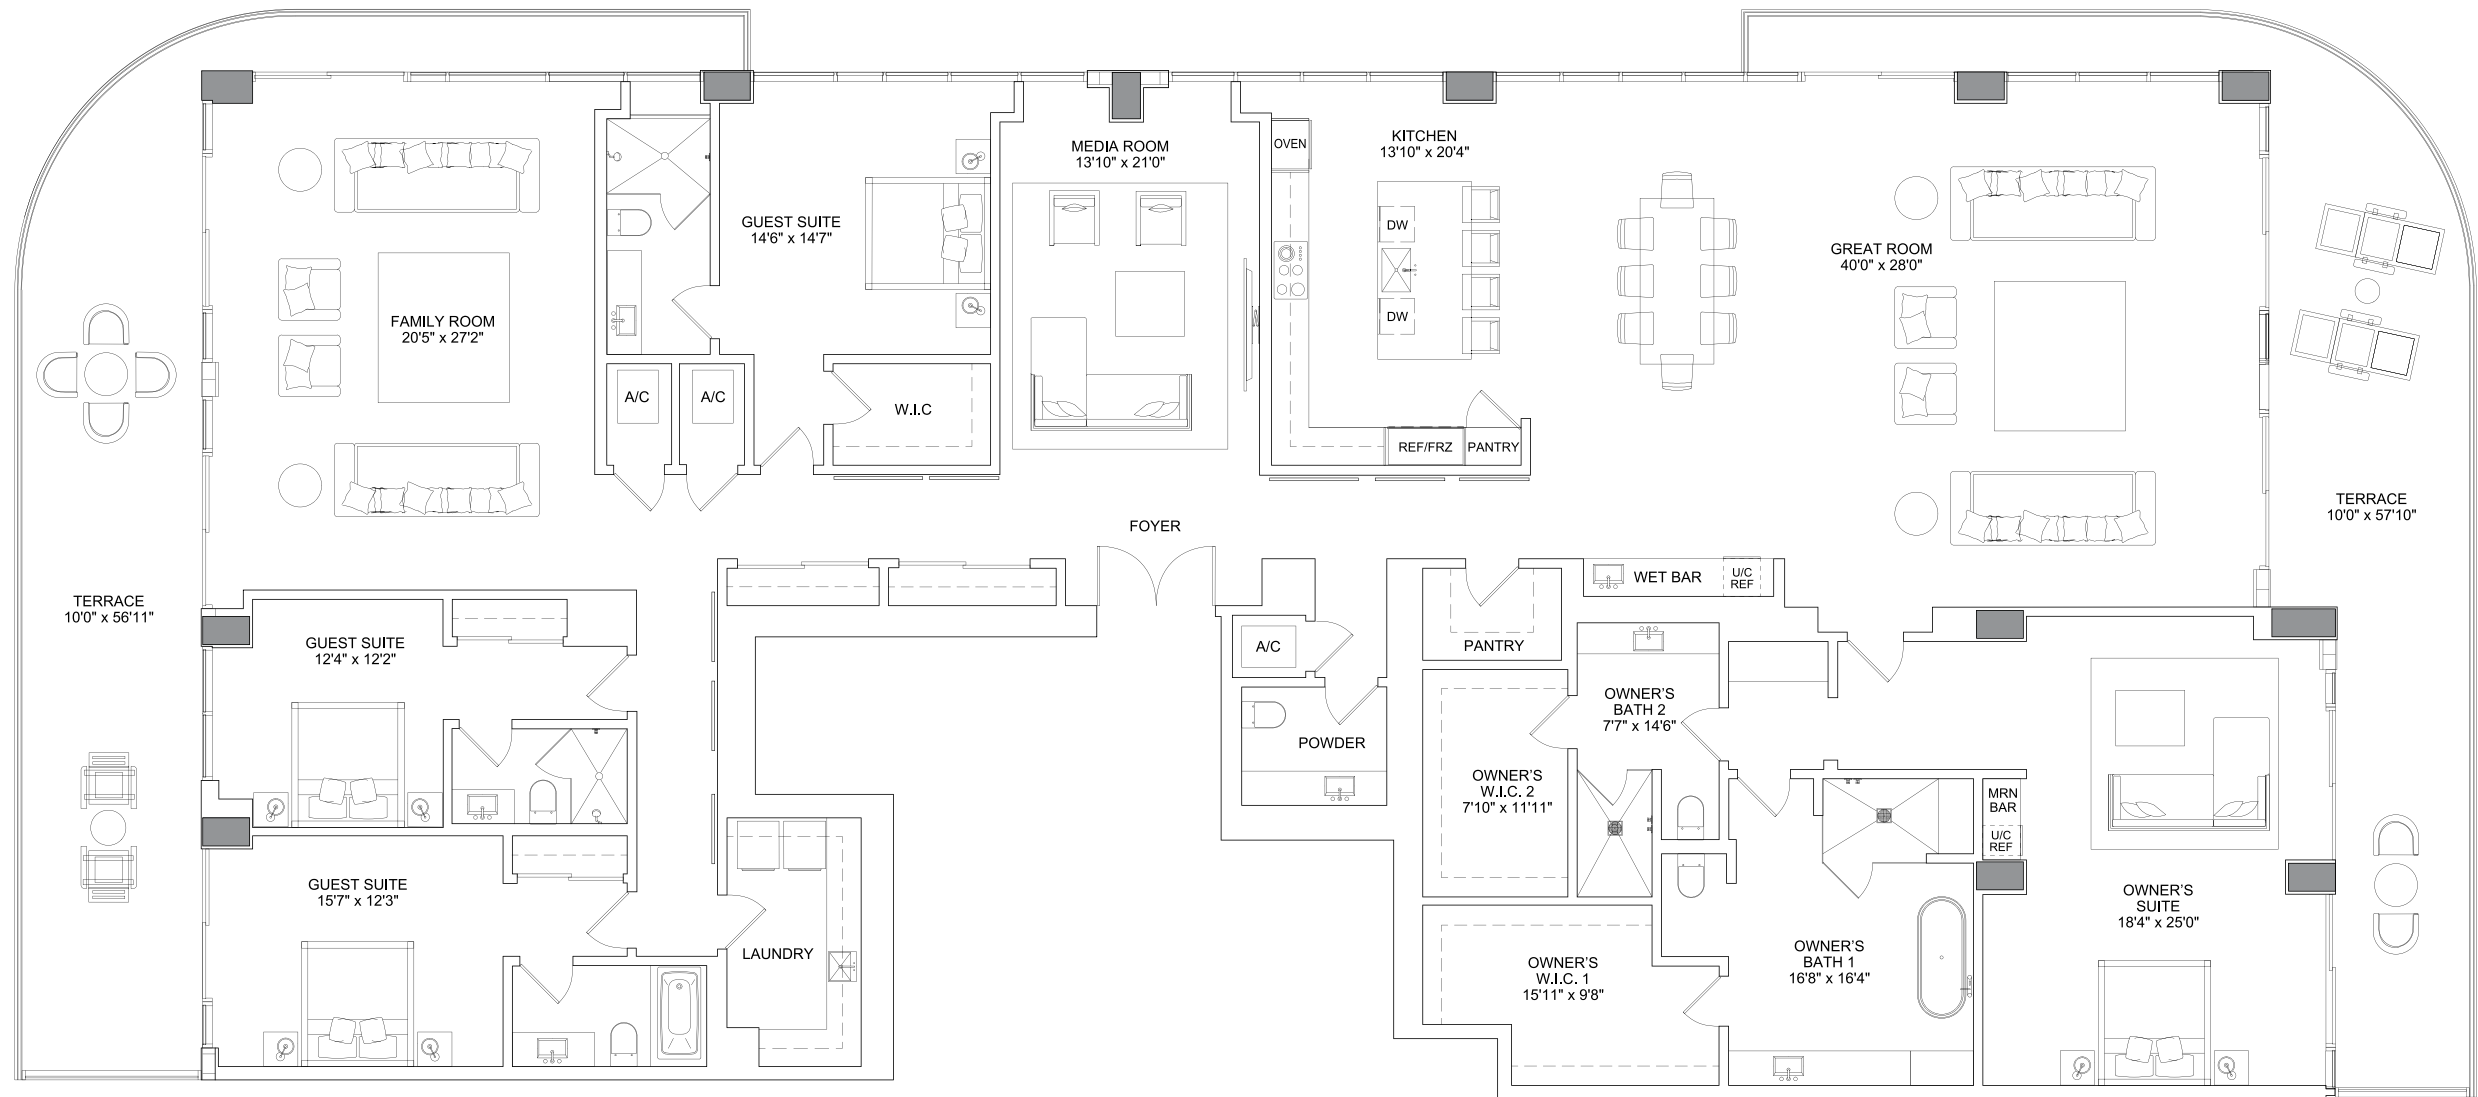 KITCHEN
13'10" x 20'4"
OVEN
MEDIA ROOM
13'10" x 21'0"
GUEST SUITE
14'6" x 14'7"
DW
GREAT ROOM
40'0" x 28'0"
DW
FAMILY ROOM
20'5" x 27'2"
A/C
A/C
W.I.C
REF/FRZ
PANTRY
TERRACE
10'0" x 57'10"
FOYER
WET BAR
U/C
REF
TERRACE
10'0" x 56'11"
GUEST SUITE
12'4" x 12'2"
A/C
PANTRY
OWNER'S
BATH 2
7'7" x 14'6"
POWDER
OWNER'S
W.I.C. 2
7'10" x 11'11"
MRN
BAR
U/C
REF
GUEST SUITE
15'7" x 12'3"
OWNER'S
SUITE
18'4" x 25'0"
LAUNDRY
OWNER'S
BATH 1
16'8" x 16'4"
OWNER'S
W.I.C. 1
15'11" x 9'8"